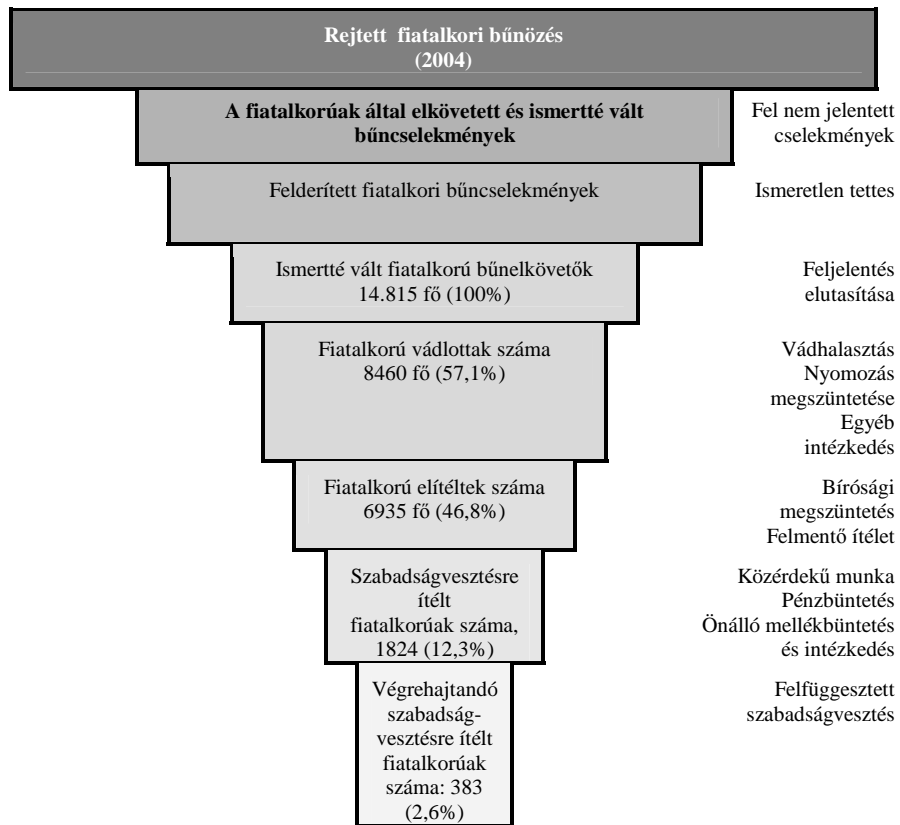 Rejtett fiatalkori bűnözés
(2004)
A fiatalkorúak által elkövetett és ismertté vált
bűncselekmények
Fel nem jelentett
cselekmények
Felderített fiatalkori bűncselekmények
Ismeretlen tettes
Ismertté vált fiatalkorú bűnelkövetők
14.815 fő (100%)
Feljelentés
elutasítása
Fiatalkorú vádlottak száma
8460 fő (57,1%)
Vádhalasztás
Nyomozás
megszüntetése
Egyéb
intézkedés
Fiatalkorú elítéltek száma
6935 fő (46,8%)
Bírósági
megszüntetés
Felmentő ítélet
Szabadságvesztésre
ítélt
fiatalkorúak száma,
1824 (12,3%)
Közérdekű munka
Pénzbüntetés
Önálló mellékbüntetés
és intézkedés
Végrehajtandó
szabadság-
vesztésre ítélt
fiatalkorúak
száma: 383
(2,6%)
Felfüggesztett
szabadságvesztés